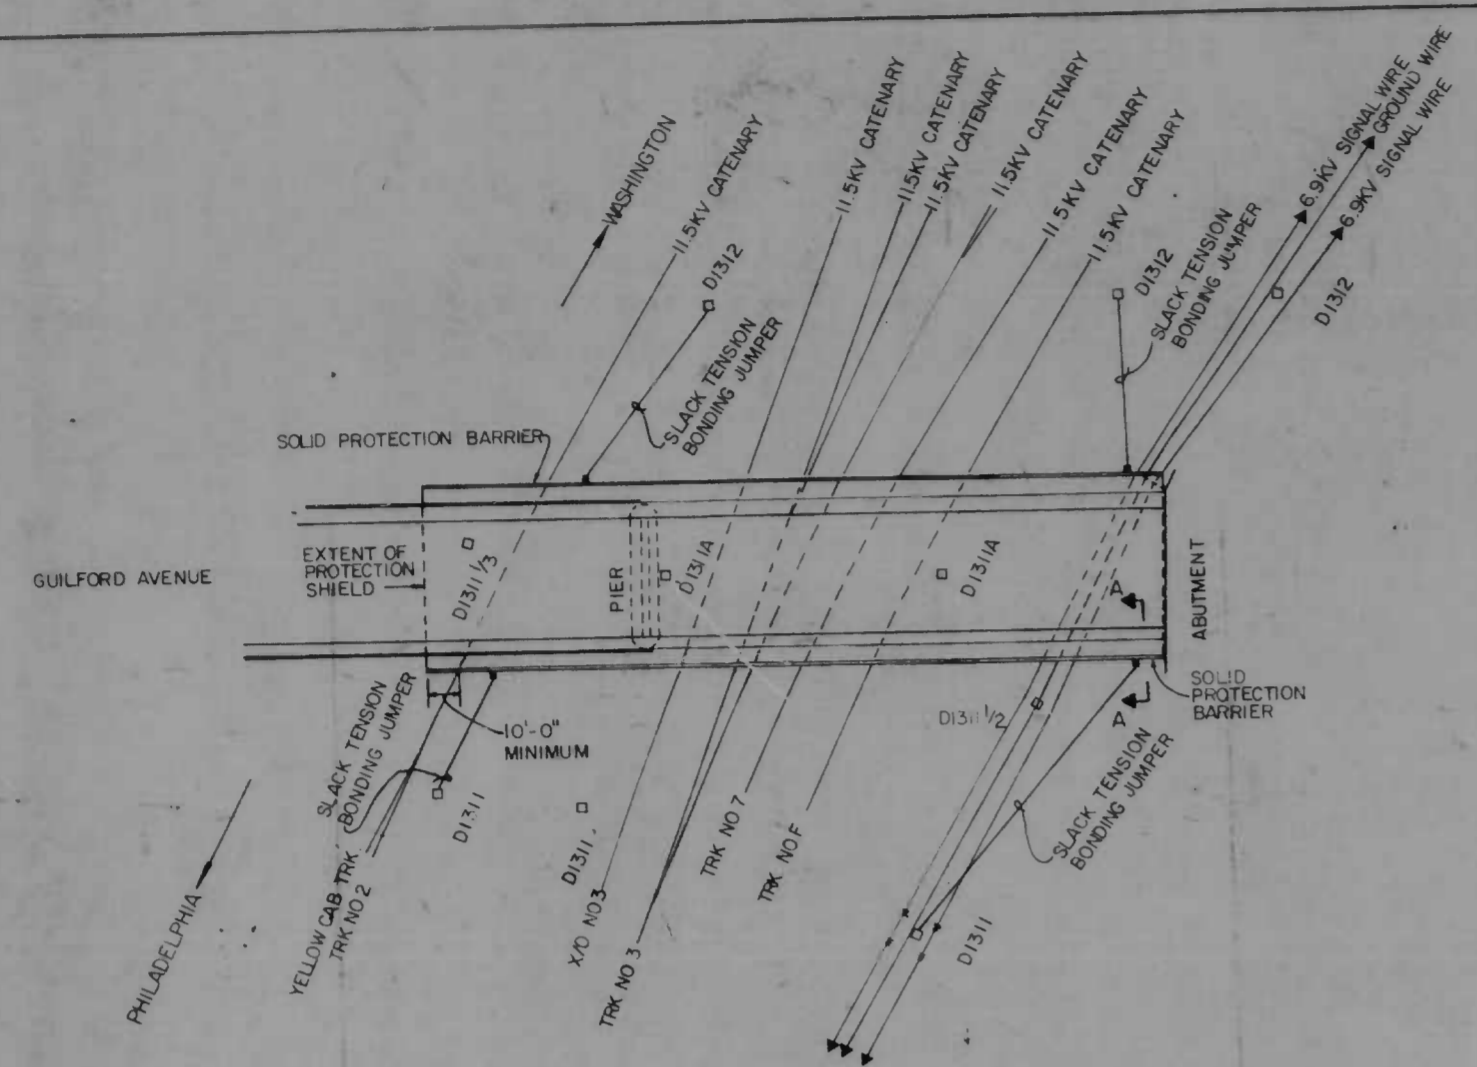 WASHINGTON
11.5KV CATENARY
11.5KV CATENARY
11.5KV CATENARY
11.5KV CATENARY
11.5KV CATENARY
11.5KV CATENARY
11.5KV CATENARY
6.9KV SIGNAL WIRE
GROUND WIRE
6.9KV SIGNAL WIRE
D1312
SLACK TENSION
BONDING JUMPER
D1312
SLACK TENSION
BONDING JUMPER
D1312
SOLID PROTECTION BARRIER
GUILFORD AVENUE
EXTENT OF
PROTECTION
SHIELD
D1311 1/3
PIER
D1311A
D1311A
A
ABUTMENT
SOLID
PROTECTION
BARRIER
A
D1311 1/2
10'-0"
MINIMUM
SLACK TENSION
BONDING JUMPER
D1311
D1311
SLACK TENSION
BONDING JUMPER
D1311
PHILADELPHIA
YELLOW CAB TRK
TRK NO 2
X/O NO3
TRK NO 3
TRK NO 7
TRK NO F